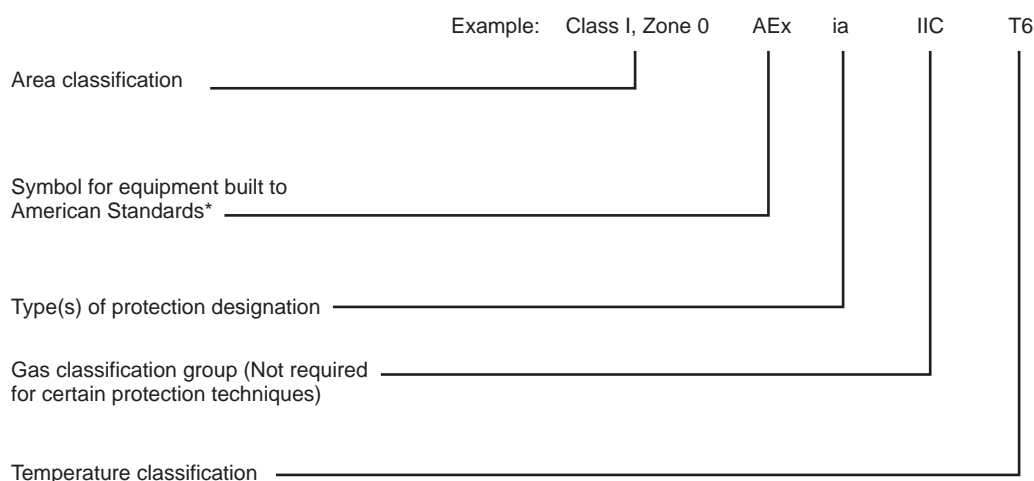 Example: Class I, Zone 0 AEx ia IIC T6
Area classification
Symbol for equipment built to
American Standards*
Type(s) of protection designation
Gas classification group (Not required
for certain protection techniques)
Temperature classification